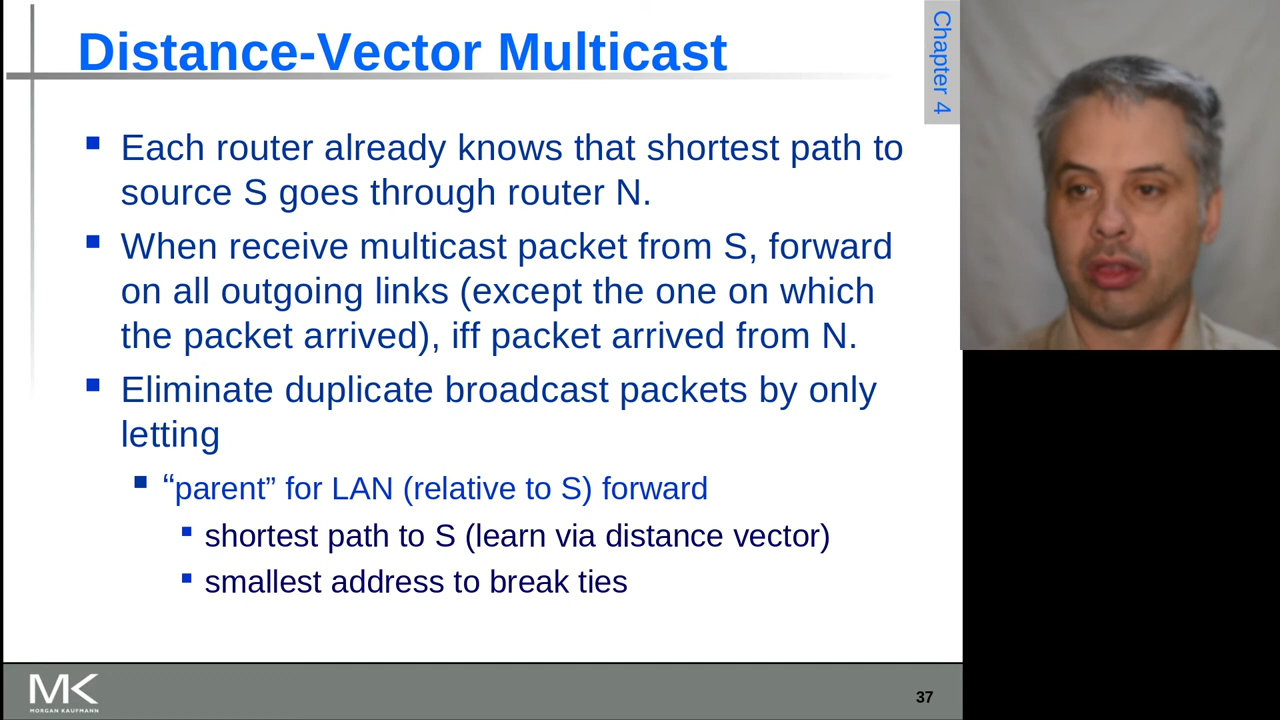 Distance-Vector Multicast
Chapter 4
Each router already knows that shortest path to
source S goes through router N.
When receive multicast packet from S, forward
on all outgoing links (except the one on which
the packet arrived), iff packet arrived from N.
Eliminate duplicate broadcast packets by only
letting
“parent” for LAN (relative to S) forward
shortest path to S (learn via distance vector)
smallest address to break ties
MK
MORGAN KAUFMANN
37